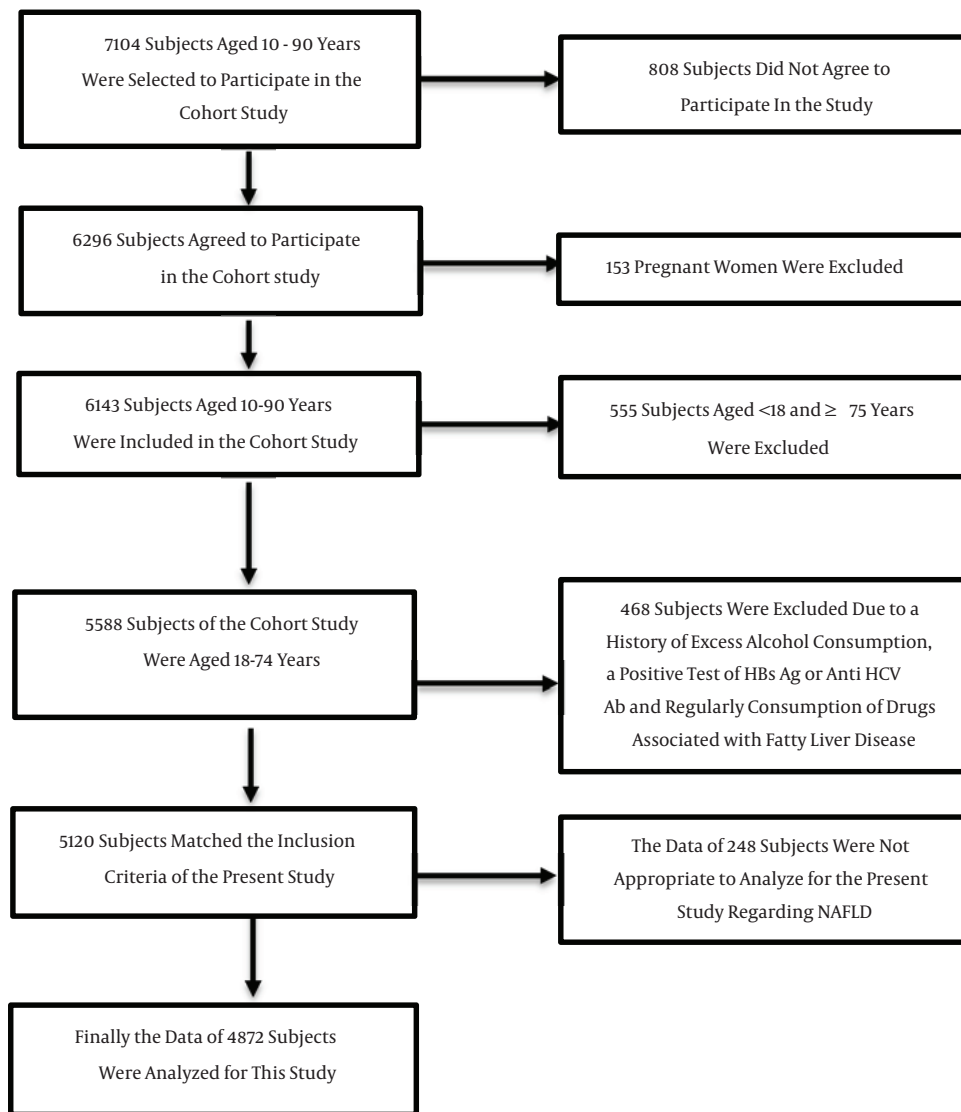 7104 Subjects Aged 10 - 90 Years
Were Selected to Participate in the
Cohort Study
808 Subjects Did Not Agree to
Participate In the Study
6296 Subjects Agreed to Participate
in the Cohort study
153 Pregnant Women Were Excluded
6143 Subjects Aged 10-90 Years
Were Included in the Cohort Study
555 Subjects Aged <18 and ≥ 75 Years
Were Excluded
5588 Subjects of the Cohort Study
Were Aged 18-74 Years
468 Subjects Were Excluded Due to a
History of Excess Alcohol Consumption,
a Positive Test of HBs Ag or Anti HCV
Ab and Regularly Consumption of Drugs
Associated with Fatty Liver Disease
5120 Subjects Matched the Inclusion
Criteria of the Present Study
The Data of 248 Subjects Were Not
Appropriate to Analyze for the Present
Study Regarding NAFLD
Finally the Data of 4872 Subjects
Were Analyzed for This Study